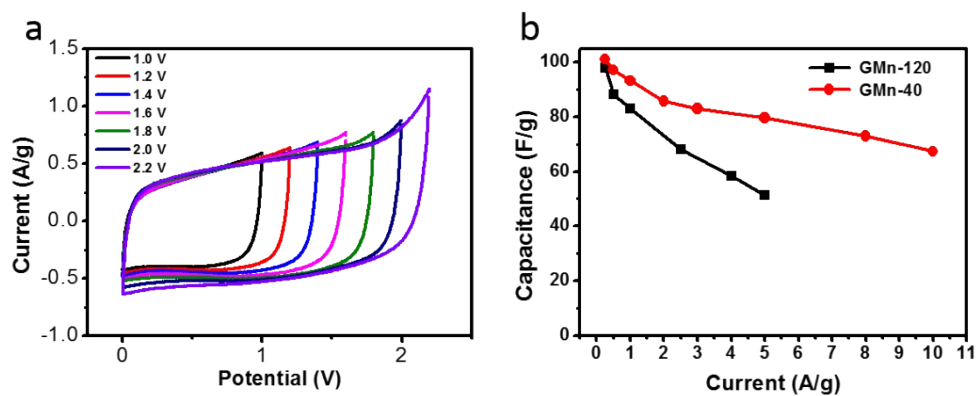 a
1.5
1.0
0.5
0.0
-0.5
-1.0
Current (A/g)
1.0 V
1.2 V
1.4 V
1.6 V
1.8 V
2.0 V
2.2 V
0
1
2
Potential (V)
b
100
80
60
40
20
0
Capacitance (F/g)
GMn-120
GMn-40
0
1
2
3
4
5
6
7
8
9
10
11
Current (A/g)